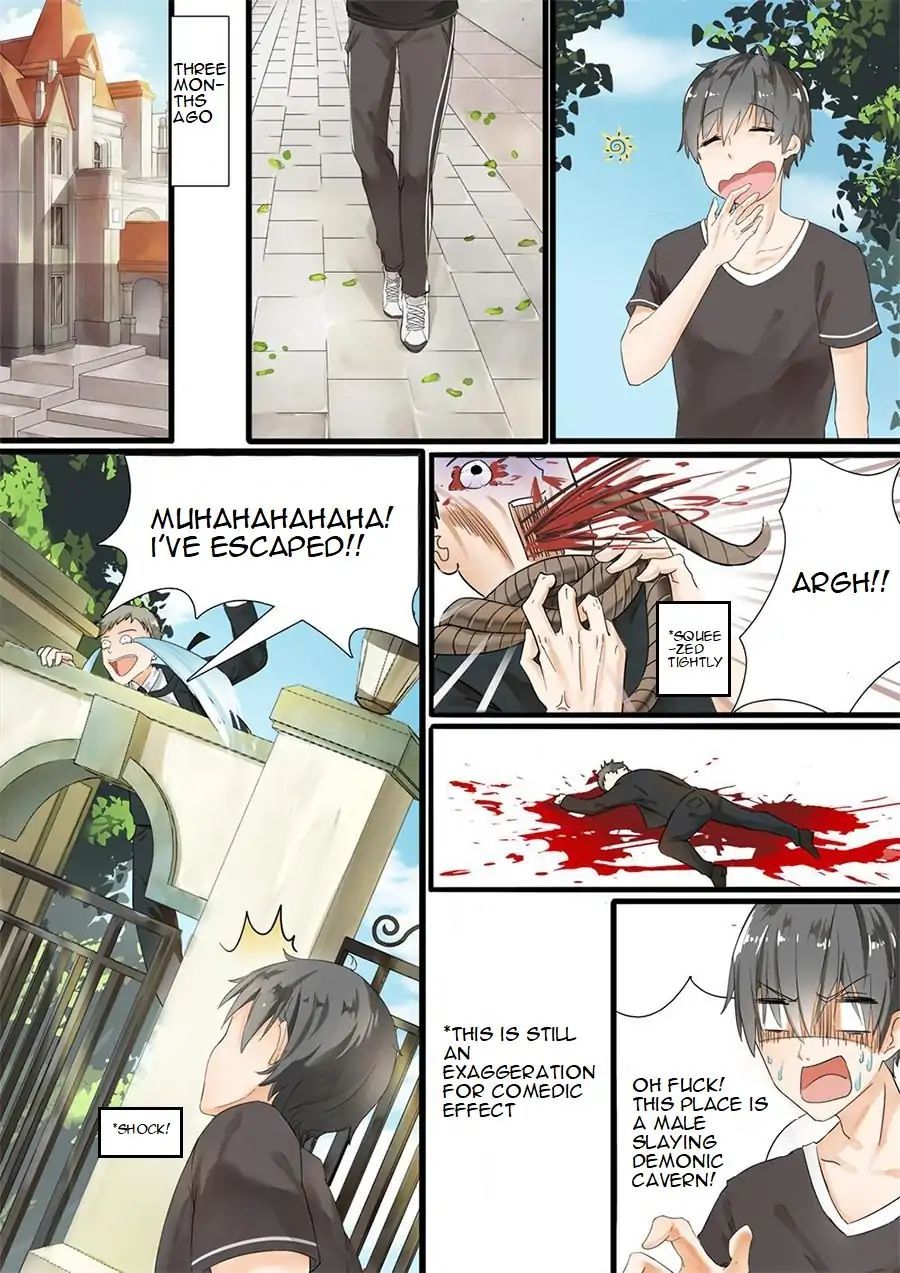 THREE
MON-
THS
AGO
MUHAHAHAHAHA!
I'VE ESCAPED!!
ARGH!!
*SQUEE
-ZED
TIGHTLY
*SHOCK!
*THIS IS STILL
AN
EXAGGERATION
FOR COMEDIC
EFFECT
OH FUCK!
THIS PLACE IS
A MALE
SLAYING
DEMONIC
CAVERN!